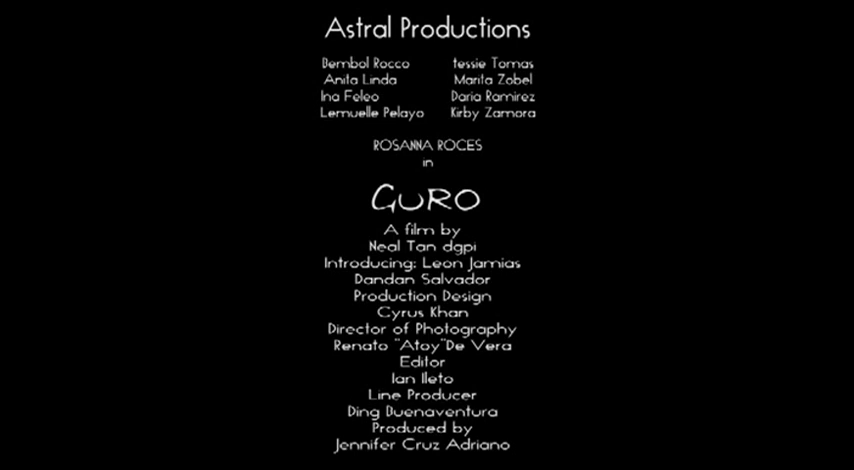 Astral Productions
Bembol Rocco tessie Tomas
Anita Linda Marita Zobel
Ina Feleo Daria Ramirez
Lemuelle Pelayo Kirby Zamora
ROSANNA ROCES
in
GURO
A film by
Neal Tan dgpi
Introducing: Leon Jamias
Dandan Salvador
Production Design
Cyrus Khan
Director of Photography
Renato "Atoy"De Vera
Editor
Ian Ileto
Line Producer
Ding Buenaventura
Produced by
Jennifer Cruz Adriano